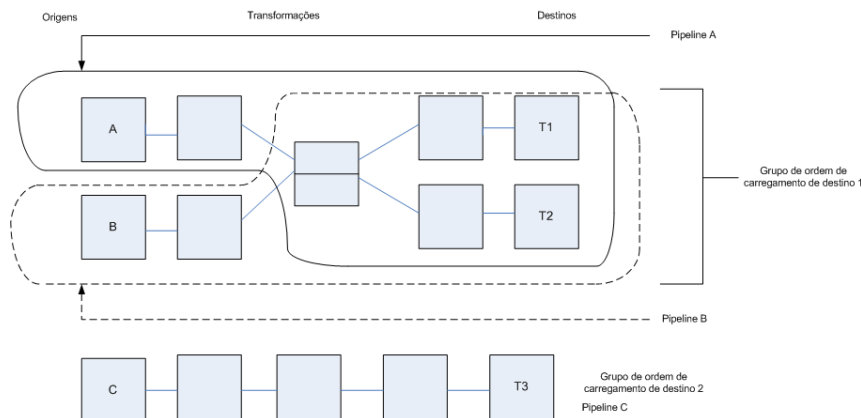 Origens
Transformações
Destinos
Pipeline A
A
T1
Grupo de ordem de
carregamento de destino 1
B
T2
Pipeline B
C
T3
Grupo de ordem de
carregamento de destino 2
Pipeline C